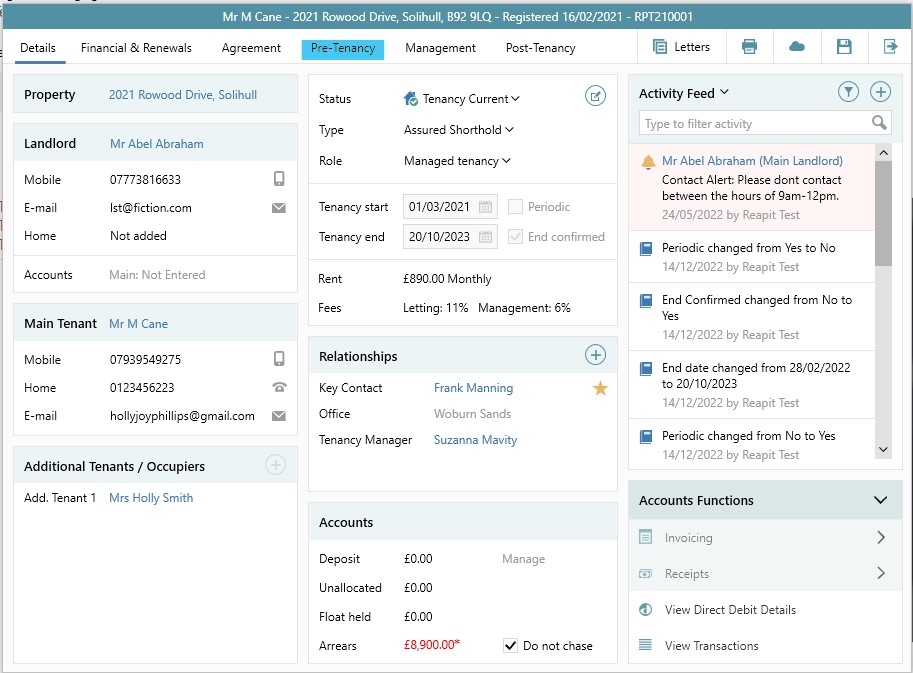 Mr M Cane - 2021 Rowood Drive, Solihull, B92 9LQ - Registered 16/02/2021 - RPT210001
Details Financial & Renewals Agreement Pre-Tenancy Management Post-Tenancy Letters
Property 2021 Rowood Drive, Solihull
Landlord Mr Abel Abraham
Mobile 07773816633
E-mail lst@fiction.com
Home Not added
Accounts Main: Not Entered
Main Tenant Mr M Cane
Mobile 07939549275
Home 0123456223
E-mail hollyjoyphillips@gmail.com
Additional Tenants / Occupiers
Add. Tenant 1 Mrs Holly Smith
Status Tenancy Current
Type Assured Shorthold
Role Managed tenancy
Tenancy start 01/03/2021 Periodic
Tenancy end 20/10/2023 End confirmed
Rent £890.00 Monthly
Fees Letting: 11% Management: 6%
Relationships
Key Contact Frank Manning
Office Woburn Sands
Tenancy Manager Suzanna Mavity
Accounts
Deposit £0.00 Manage
Unallocated £0.00
Float held £0.00
Arrears £8,900.00* Do not chase
Activity Feed
Type to filter activity
Mr Abel Abraham (Main Landlord)
Contact Alert: Please dont contact
between the hours of 9am-12pm.
24/05/2022 by Reapit Test
Periodic changed from Yes to No
14/12/2022 by Reapit Test
End Confirmed changed from No to
Yes
14/12/2022 by Reapit Test
End date changed from 28/02/2022
to 20/10/2023
14/12/2022 by Reapit Test
Periodic changed from No to Yes
14/12/2022 by Reapit Test
Accounts Functions
Invoicing
Receipts
View Direct Debit Details
View Transactions